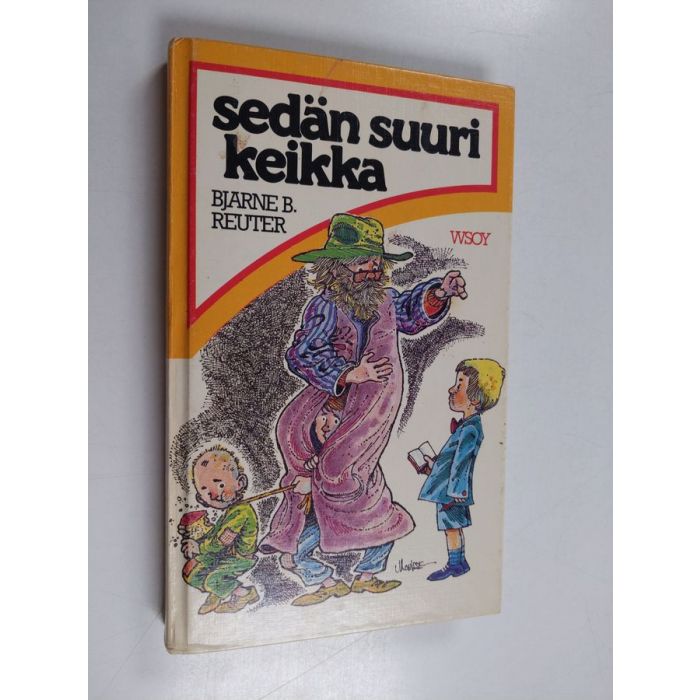 sedän suuri
keikka
BJARNE B.
REUTER
WSOY